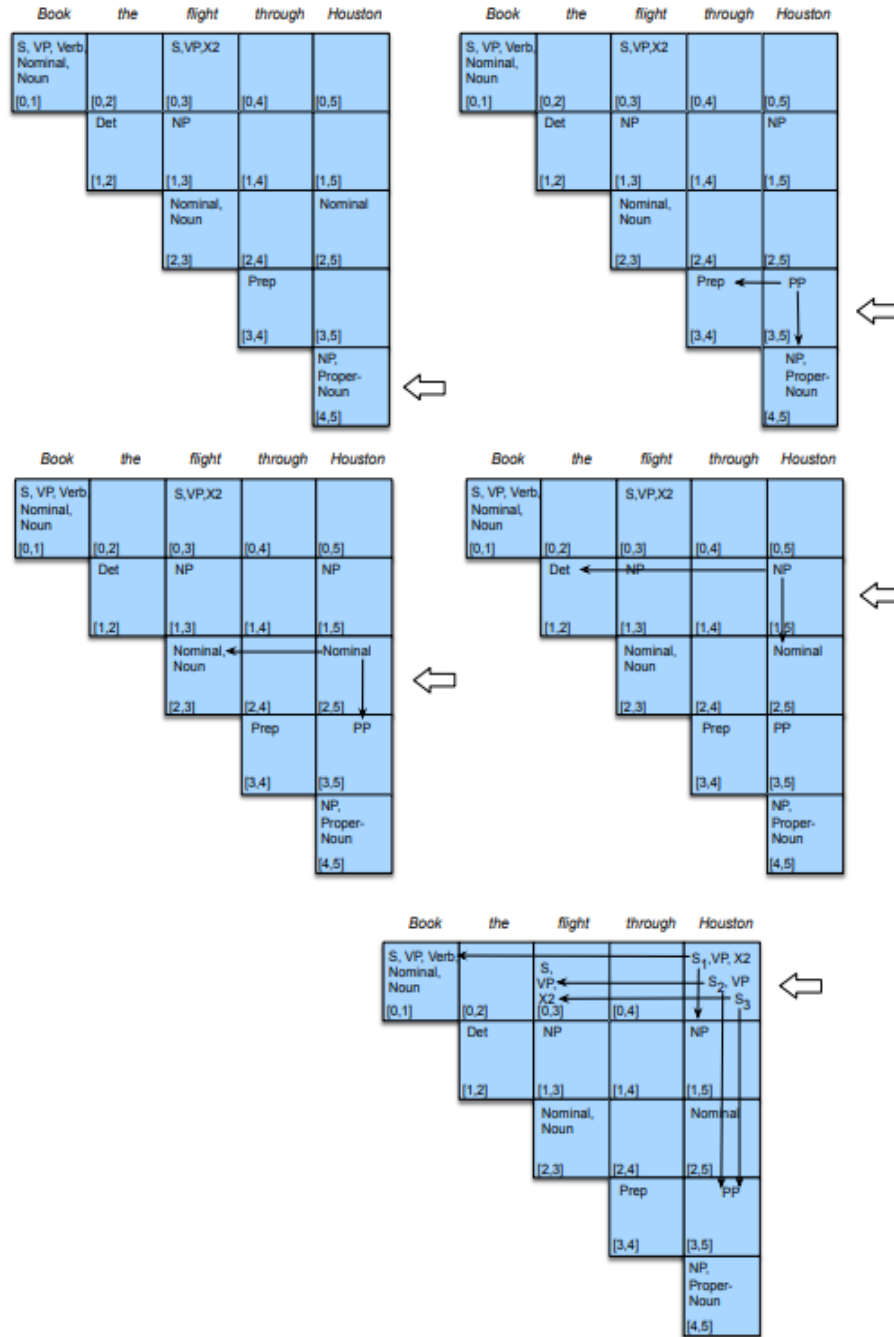 Book the flight through Houston
S, VP, Verb, Nominal, Noun [0,1]
[0,2]
S,VP,X2 [0,3]
[0,4]
[0,5]
Det [1,2]
NP [1,3]
[1,4]
[1,5]
Nominal, Noun [2,3]
[2,4]
Nominal [2,5]
Prep [3,4]
[3,5]
NP, Proper-Noun [4,5]
Book the flight through Houston
S, VP, Verb, Nominal, Noun [0,1]
[0,2]
S,VP,X2 [0,3]
[0,4]
[0,5]
Det [1,2]
NP [1,3]
[1,4]
NP [1,5]
Nominal, Noun [2,3]
[2,4]
[2,5]
Prep [3,4]
PP [3,5]
NP, Proper-Noun [4,5]
Book the flight through Houston
S, VP, Verb, Nominal, Noun [0,1]
[0,2]
S,VP,X2 [0,3]
[0,4]
[0,5]
Det [1,2]
NP [1,3]
[1,4]
NP [1,5]
Nominal, Noun [2,3]
[2,4]
Nominal [2,5]
Prep [3,4]
PP [3,5]
NP, Proper-Noun [4,5]
Book the flight through Houston
S, VP, Verb, Nominal, Noun [0,1]
[0,2]
S,VP,X2 [0,3]
[0,4]
[0,5]
Det [1,2]
NP [1,3]
[1,4]
NP [1,5]
Nominal, Noun [2,3]
[2,4]
Nominal [2,5]
Prep [3,4]
PP [3,5]
NP, Proper-Noun [4,5]
Book the flight through Houston
S, VP, Verb, Nominal, Noun [0,1]
[0,2]
S, VP, X2 [0,3]
[0,4]
S1,VP, X2
S2, VP
S3
Det [1,2]
NP [1,3]
[1,4]
NP [1,5]
Nominal, Noun [2,3]
[2,4]
Nominal [2,5]
Prep [3,4]
PP [3,5]
NP, Proper-Noun [4,5]